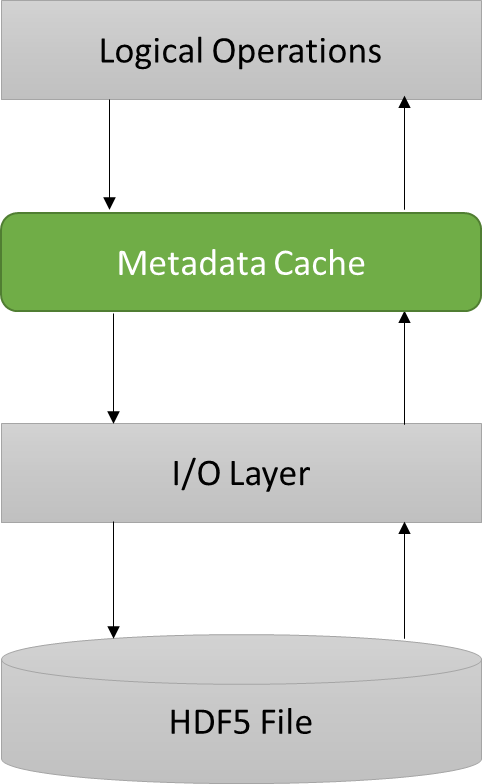 Logical Operations
Metadata Cache
I/O Layer
HDF5 File